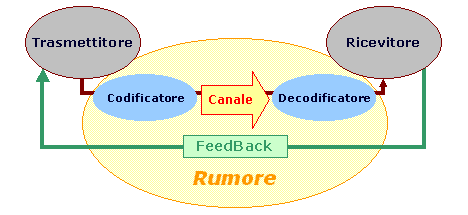 Trasmettitore
Ricevitore
Codificatore
Canale
Decodificatore
FeedBack
Rumore